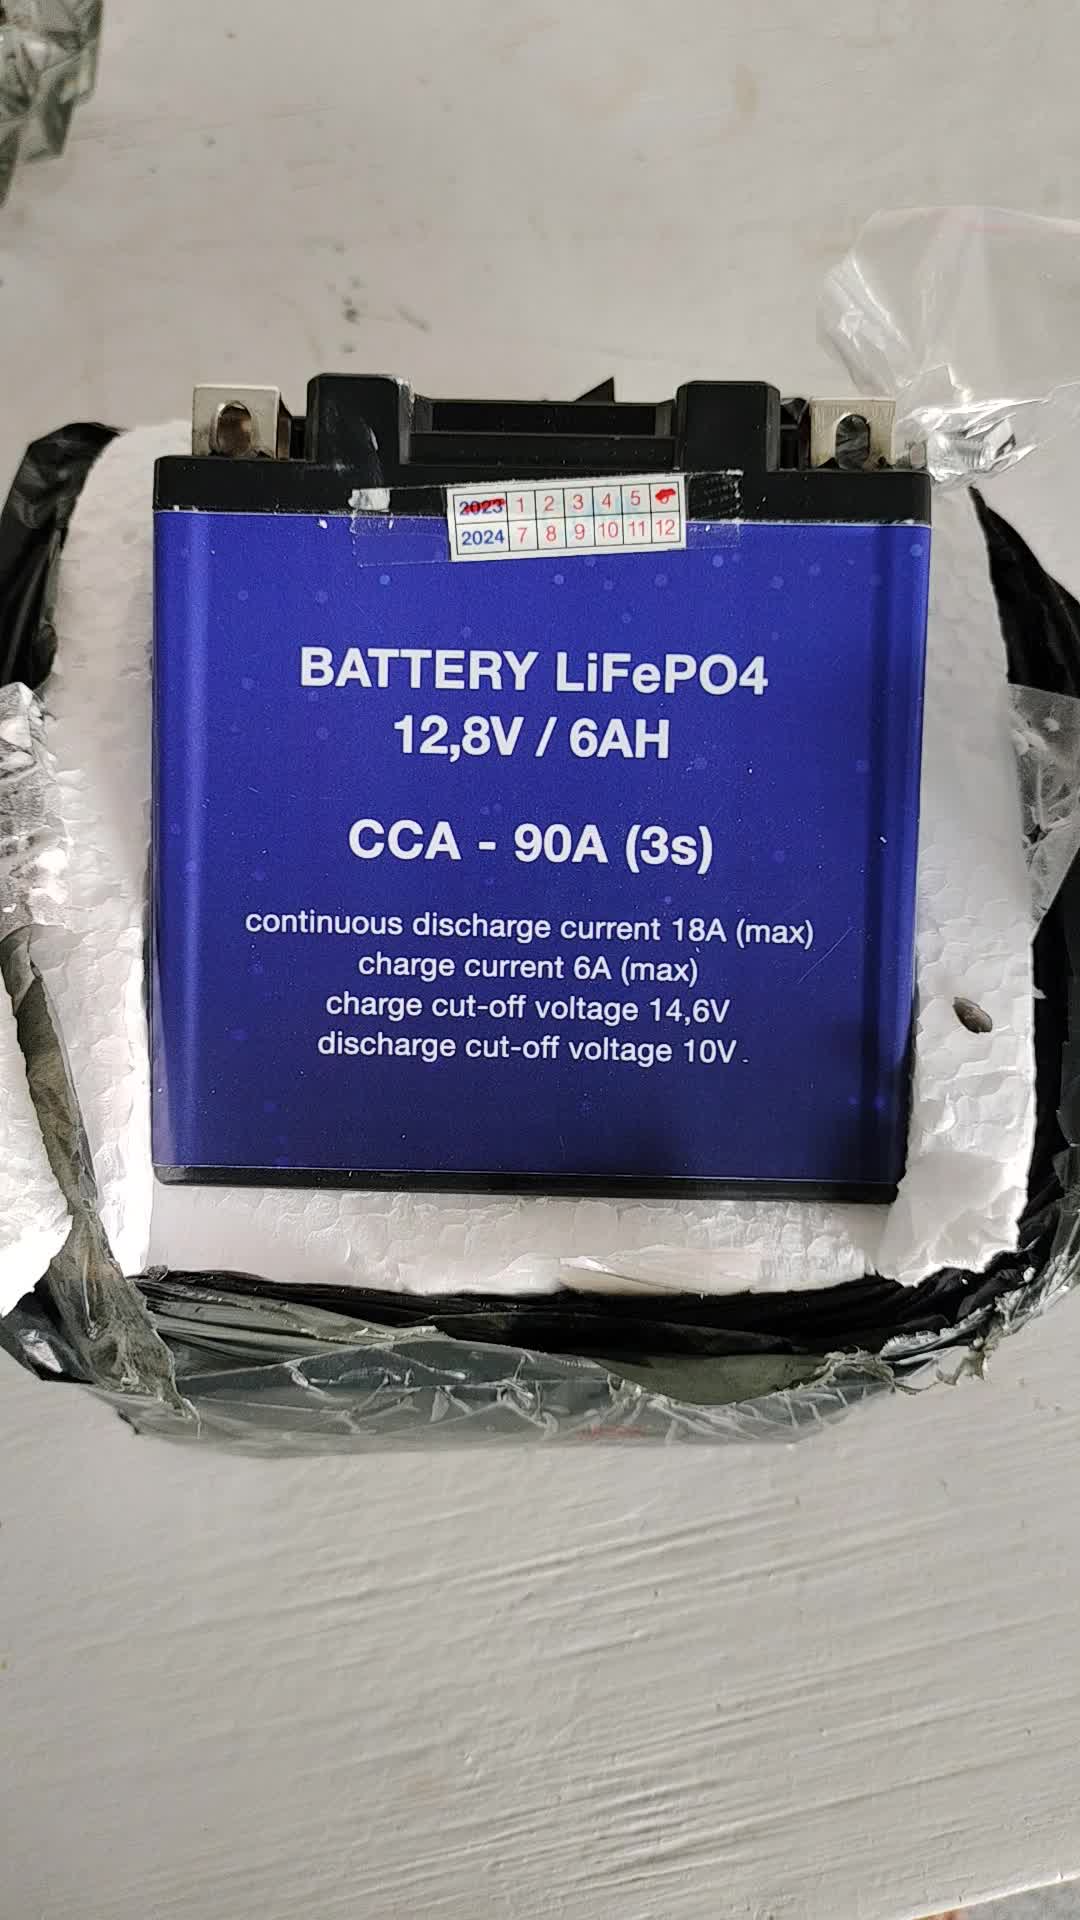 2023 1 2 3 4 5
2024 7 8 9 10 11 12
BATTERY LiFePO4
12,8V / 6AH
CCA - 90A (3s)
continuous discharge current 18A (max)
charge current 6A (max)
charge cut-off voltage 14,6V
discharge cut-off voltage 10V.